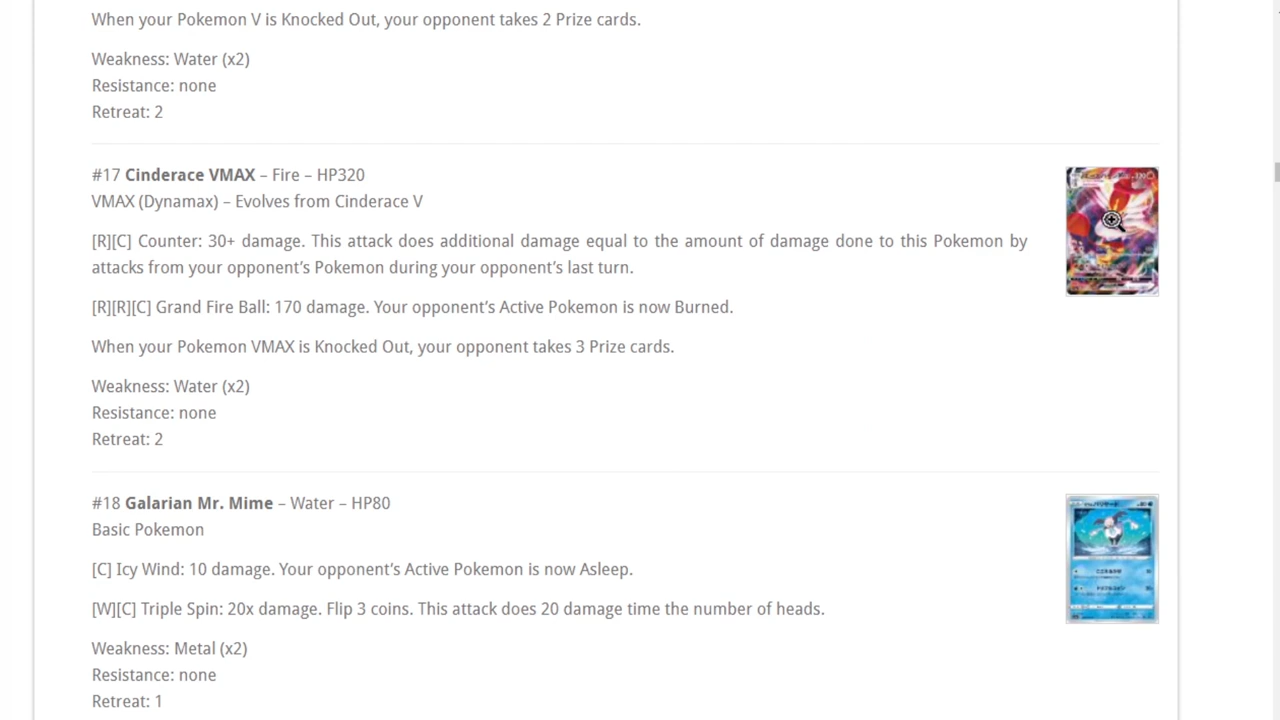 When your Pokemon V is Knocked Out, your opponent takes 2 Prize cards.
Weakness: Water (x2)
Resistance: none
Retreat: 2
#17 Cinderace VMAX – Fire – HP320
VMAX (Dynamax) – Evolves from Cinderace V
[R][C] Counter: 30+ damage. This attack does additional damage equal to the amount of damage done to this Pokemon by
attacks from your opponent’s Pokemon during your opponent’s last turn.
[R][R][C] Grand Fire Ball: 170 damage. Your opponent’s Active Pokemon is now Burned.
When your Pokemon VMAX is Knocked Out, your opponent takes 3 Prize cards.
Weakness: Water (x2)
Resistance: none
Retreat: 2
#18 Galarian Mr. Mime – Water – HP80
Basic Pokemon
[C] Icy Wind: 10 damage. Your opponent’s Active Pokemon is now Asleep.
[W][C] Triple Spin: 20x damage. Flip 3 coins. This attack does 20 damage time the number of heads.
Weakness: Metal (x2)
Resistance: none
Retreat: 1